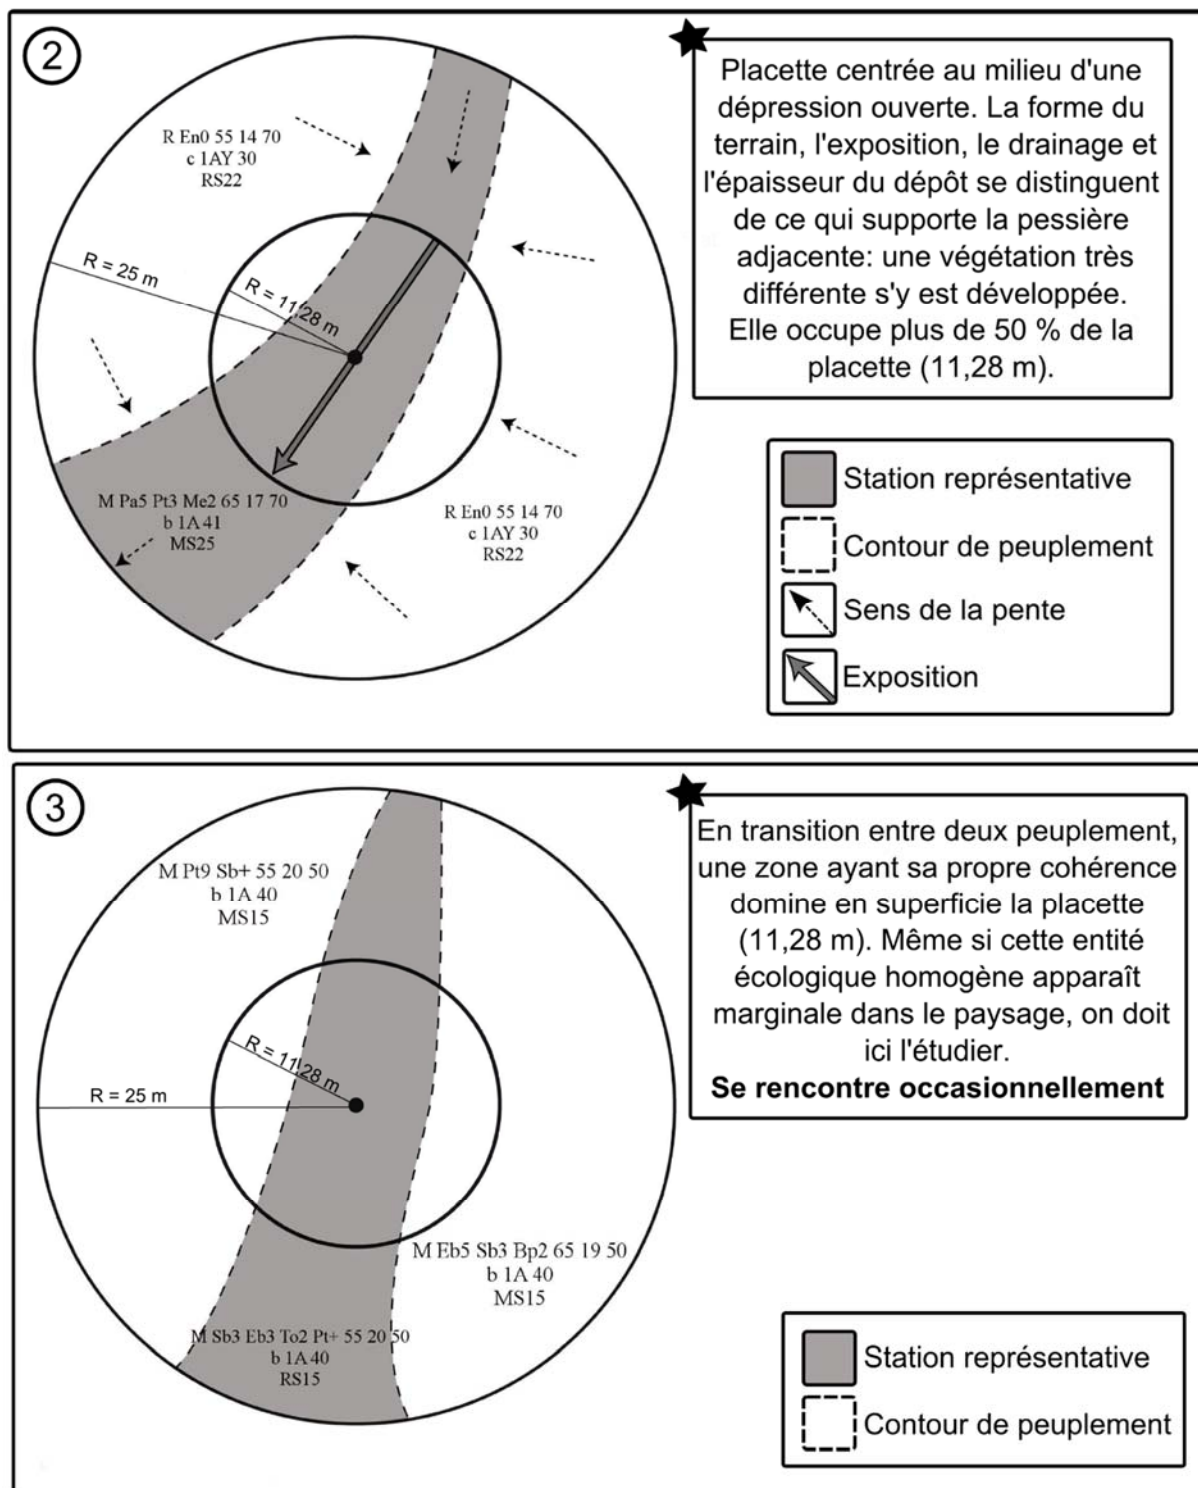 2
R En0 55 14 70
c 1AY 30
RS22
R = 25 m
R = 11,28 m
M Pa5 Pt3 Me2 65 17 70
b 1A 41
MS25
R En0 55 14 70
c 1AY 30
RS22
Placette centrée au milieu d'une
dépression ouverte. La forme du
terrain, l'exposition, le drainage et
l'épaisseur du dépôt se distinguent
de ce qui supporte la pessière
adjacente: une végétation très
différente s'y est développée.
Elle occupe plus de 50 % de la
placette (11,28 m).
Station représentative
Contour de peuplement
Sens de la pente
Exposition
3
M Pt9 Sb+ 55 20 50
b 1A 40
MS15
R = 11,28 m
R = 25 m
M Eb5 Sb3 Bp2 65 19 50
b 1A 40
MS15
M Sb3 Eb3 To2 Pt+ 55 20 50
b 1A 40
RS15
En transition entre deux peuplement,
une zone ayant sa propre cohérence
domine en superficie la placette
(11,28 m). Même si cette entité
écologique homogène apparaît
marginale dans le paysage, on doit
ici l'étudier.
Se rencontre occasionnellement
Station représentative
Contour de peuplement